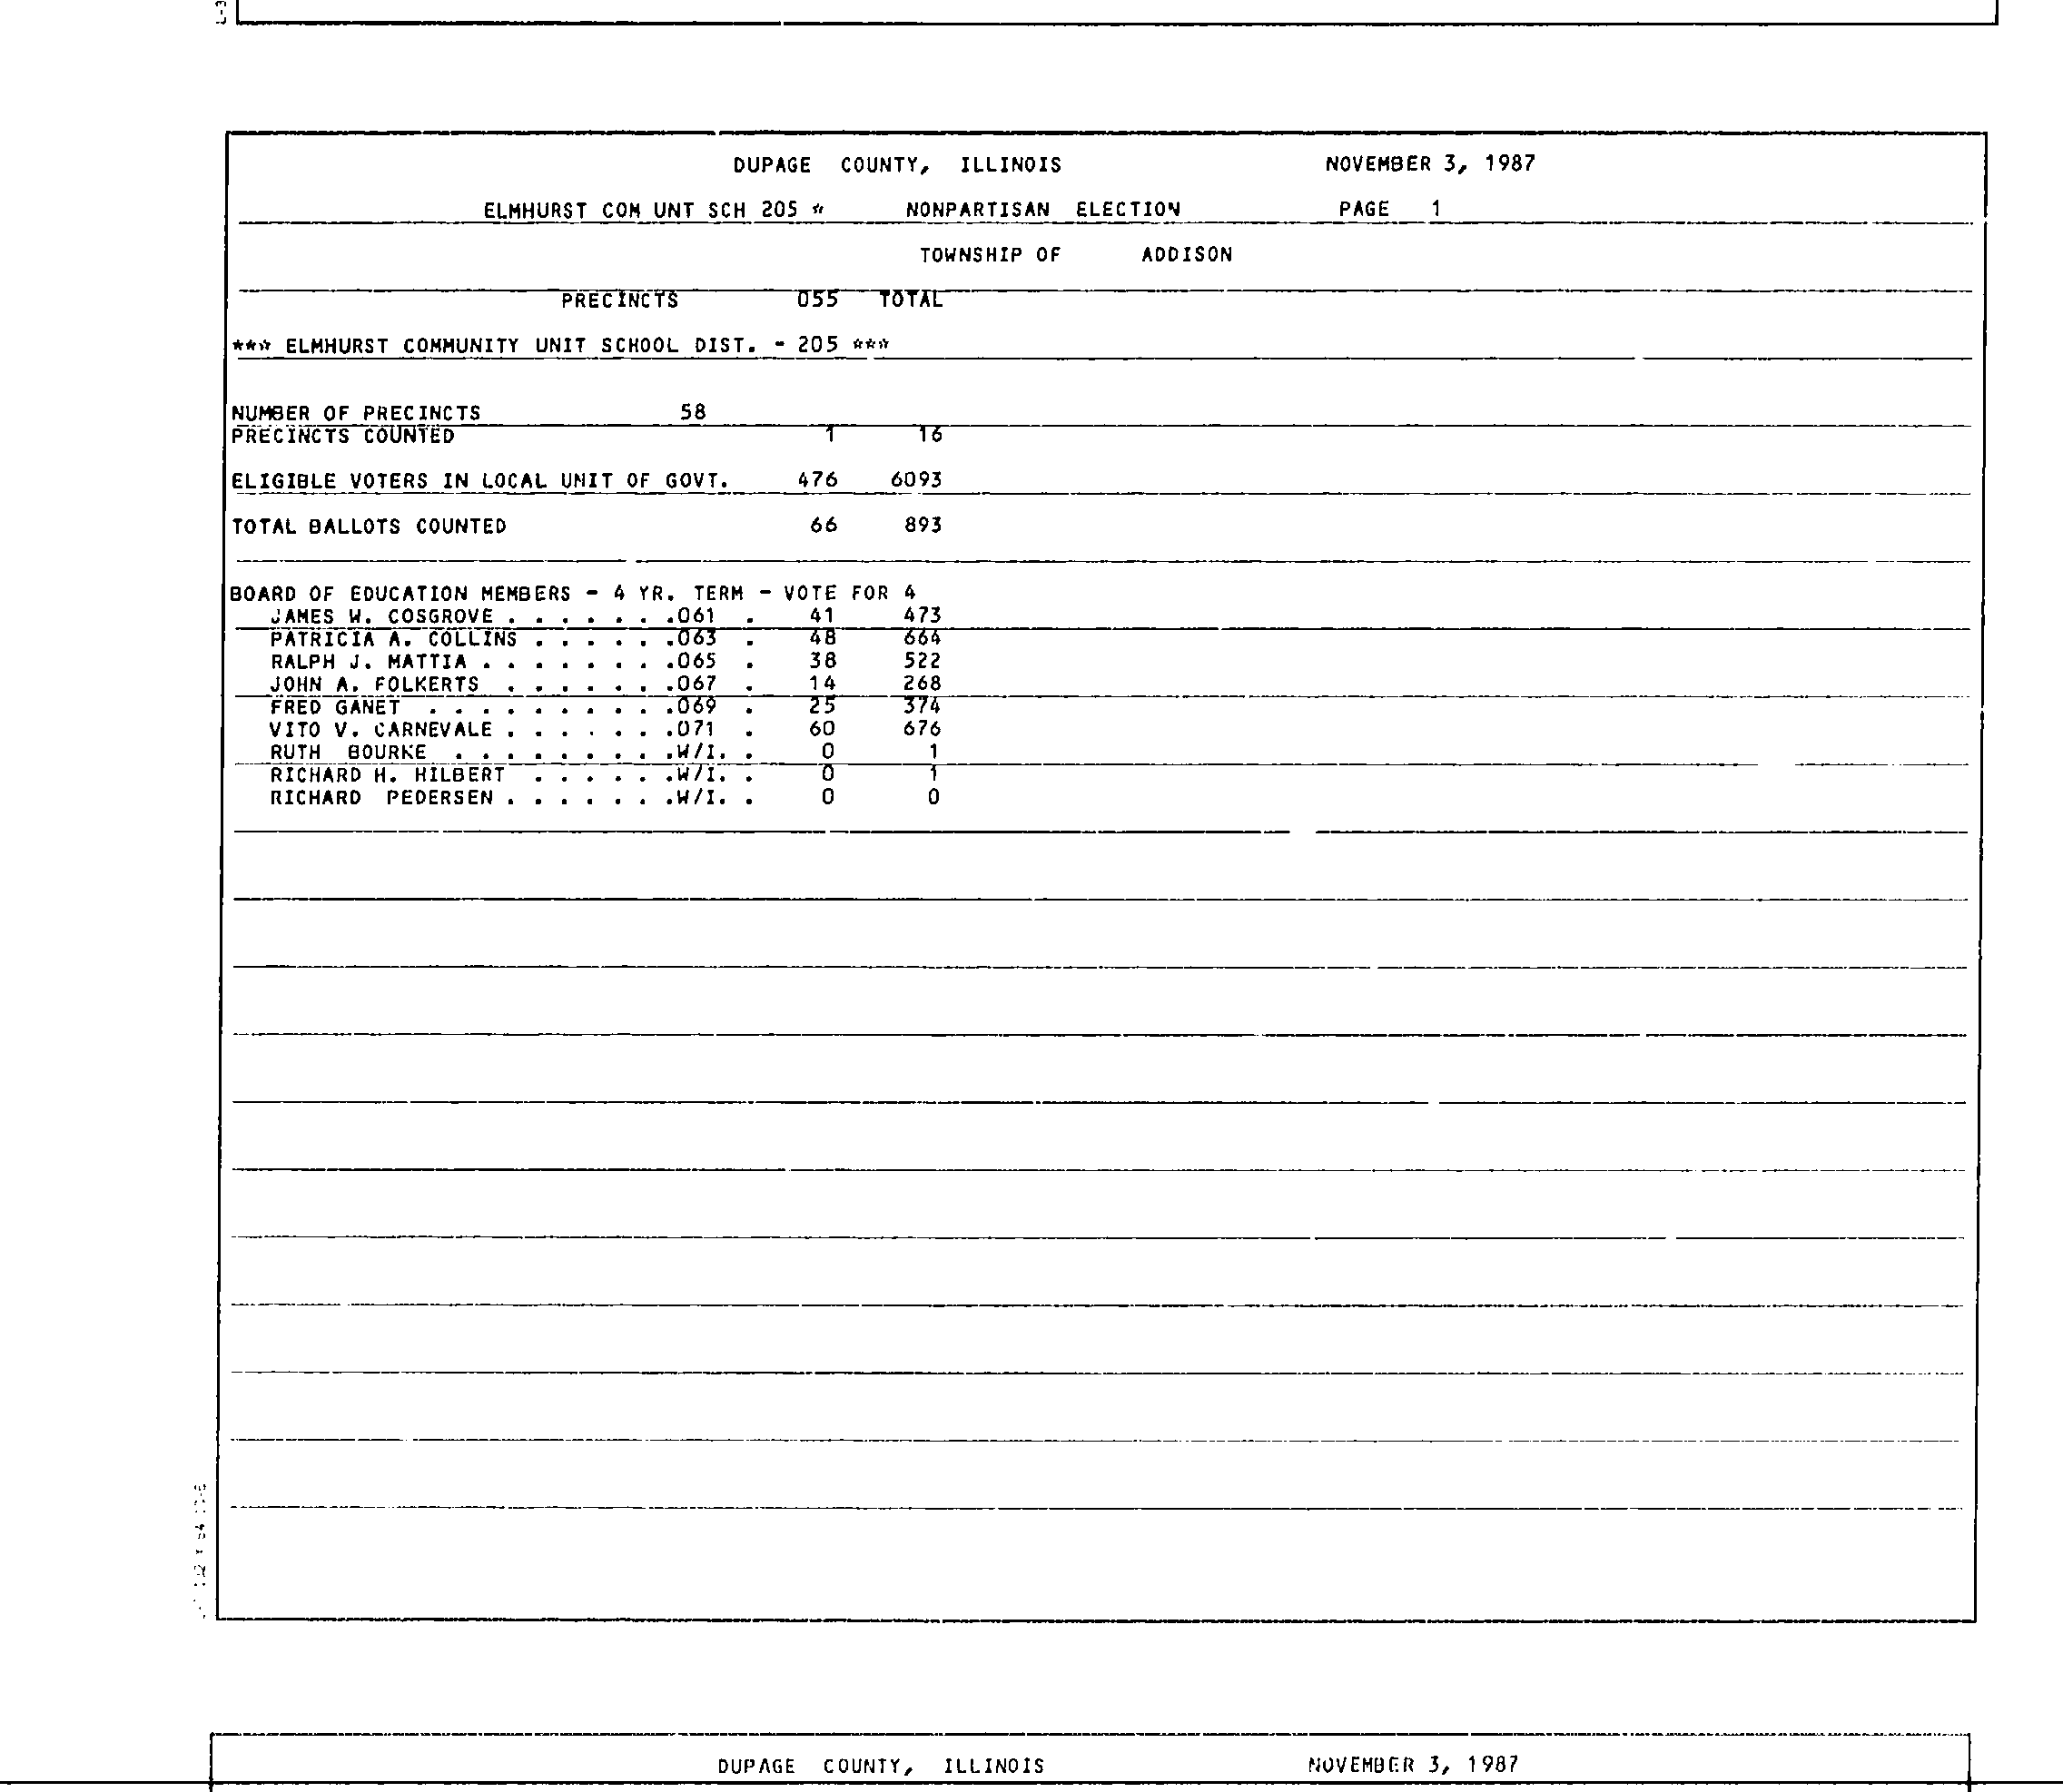 DUPAGE COUNTY, ILLINOIS NOVEMBER 3, 1987
ELMHURST COM UNT SCH 205 * NONPARTISAN ELECTION PAGE 1
TOWNSHIP OF ADDISON
PRECINCTS 055 TOTAL
*** ELMHURST COMMUNITY UNIT SCHOOL DIST. - 205 ***
NUMBER OF PRECINCTS 58
PRECINCTS COUNTED 1 16
ELIGIBLE VOTERS IN LOCAL UNIT OF GOVT. 476 6093
TOTAL BALLOTS COUNTED 66 893
BOARD OF EDUCATION MEMBERS - 4 YR. TERM - VOTE FOR 4
JAMES W. COSGROVE . . . . . . .061 . 41 473
PATRICIA A. COLLINS . . . . . .063 . 48 664
RALPH J. MATTIA . . . . . . . .065 . 38 522
JOHN A. FOLKERTS . . . . . . .067 . 14 268
FRED GANET . . . . . . . . . .069 . 25 374
VITO V. CARNEVALE . . . . . . .071 . 60 676
RUTH BOURKE . . . . . . . . .W/I. . 0 1
RICHARD H. HILBERT . . . . . .W/I. . 0 1
RICHARD PEDERSEN . . . . . . .W/I. . 0 0
DUPAGE COUNTY, ILLINOIS NOVEMBER 3, 1987